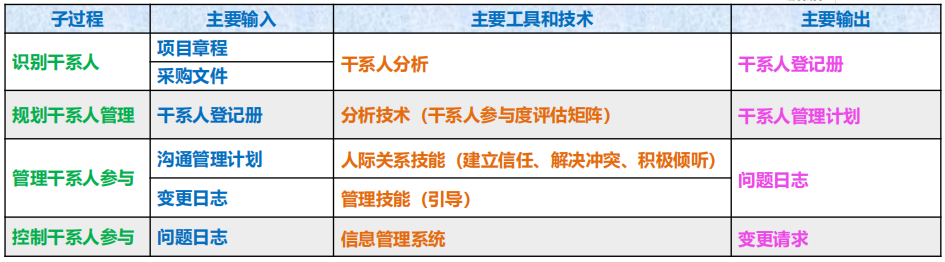 子过程 主要输入 主要工具和技术 主要输出
识别干系人 项目章程 采购文件 干系人分析 干系人登记册
规划干系人管理 干系人登记册 分析技术（干系人参与度评估矩阵） 干系人管理计划
管理干系人参与 沟通管理计划 人际关系技能（建立信任、解决冲突、积极倾听） 问题日志
变更日志 管理技能（引导）
控制干系人参与 问题日志 信息管理系统 变更请求